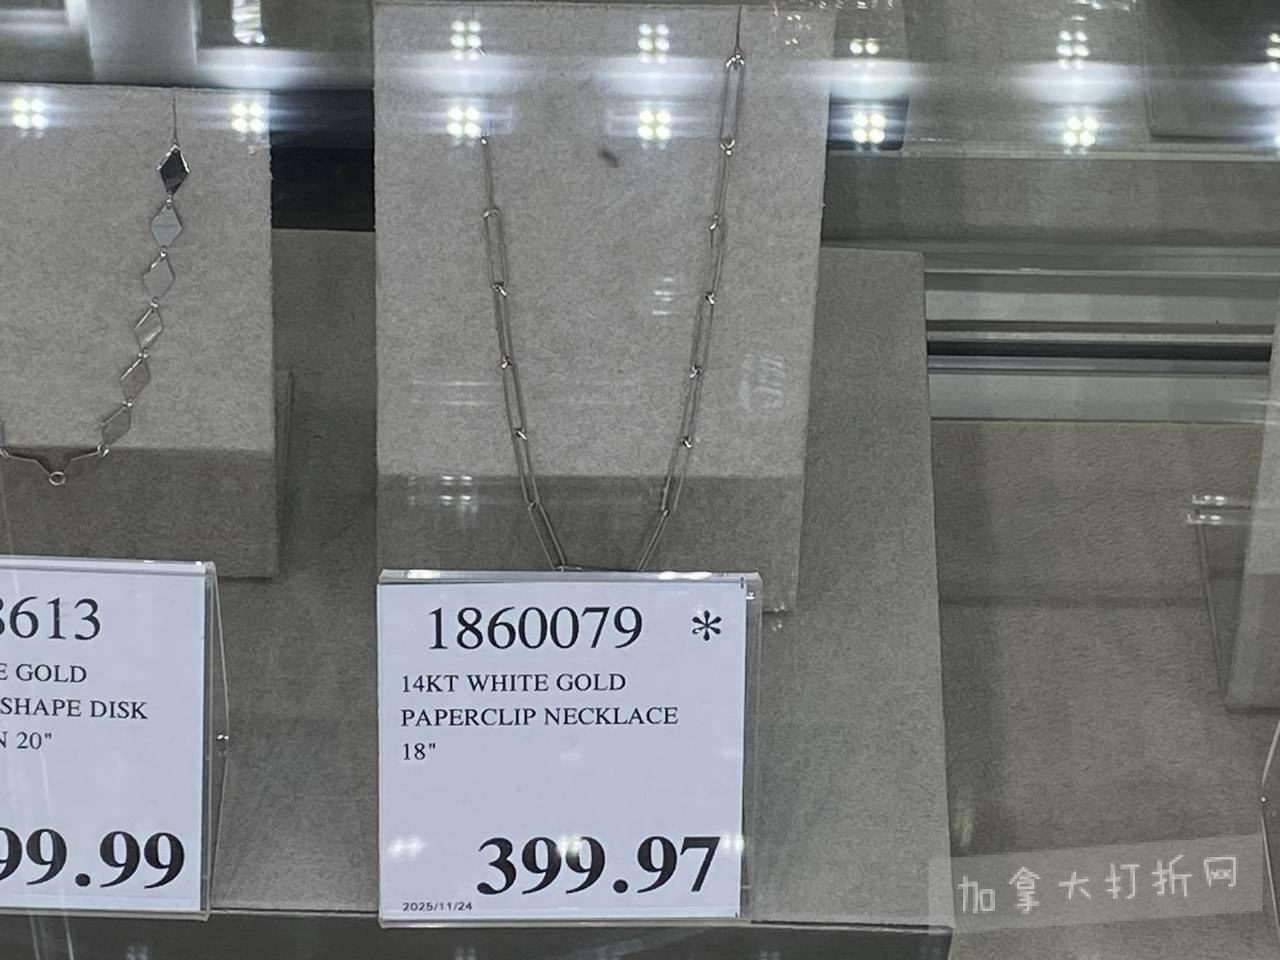 8613
E GOLD
SHAPE DISK
N 20"
99.99
1860079 *
14KT WHITE GOLD
PAPERCLIP NECKLACE
18"
399.97
2025/11/24
加拿大打折网